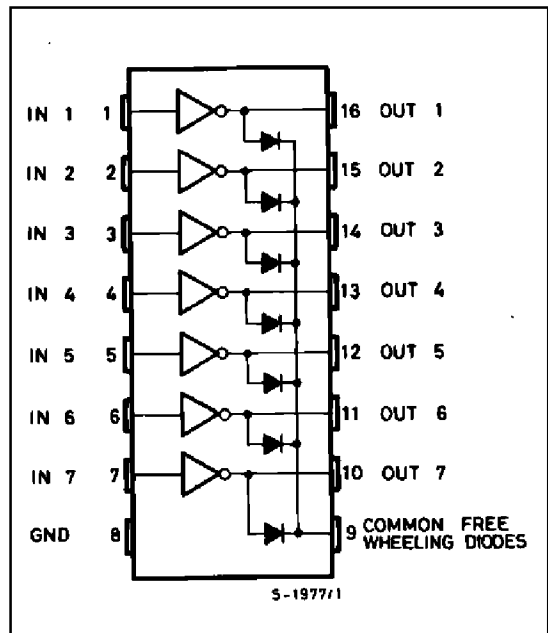 IN 1 1 16 OUT 1
IN 2 2 15 OUT 2
IN 3 3 14 OUT 3
IN 4 4 13 OUT 4
IN 5 5 12 OUT 5
IN 6 6 11 OUT 6
IN 7 7 10 OUT 7
GND 8 9 COMMON FREE
WHEELING DIODES
S-1977/1